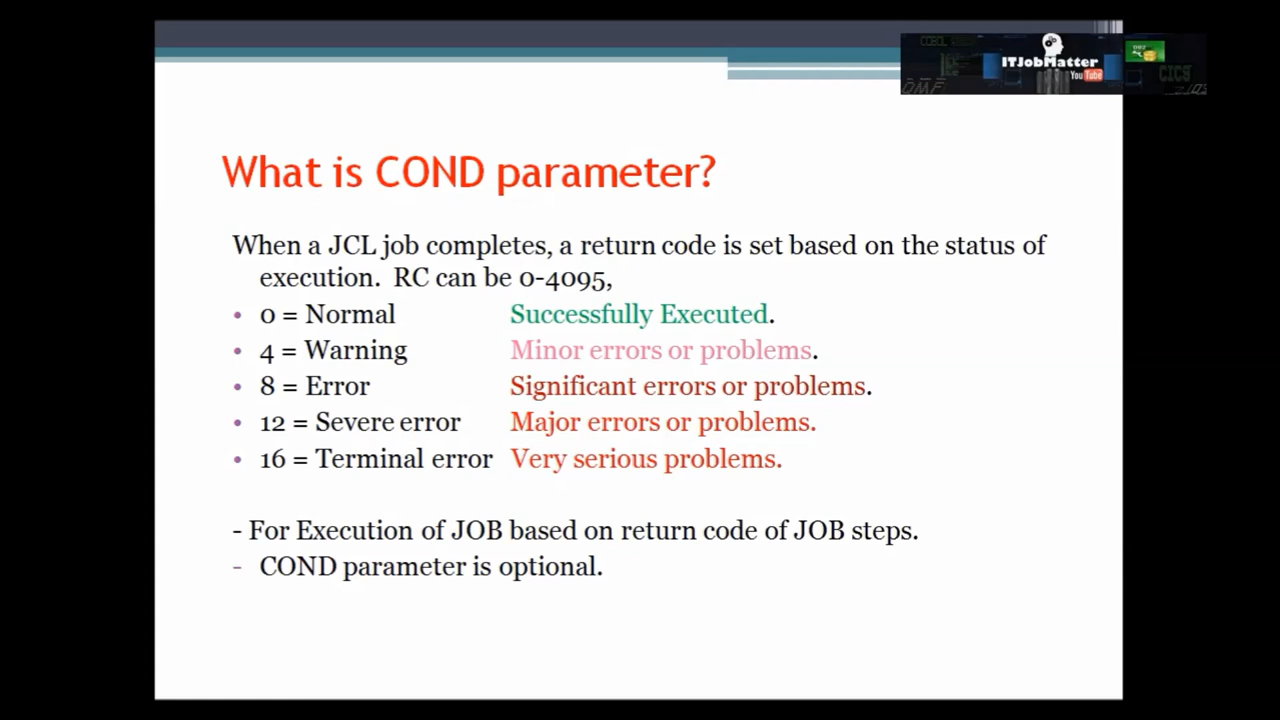 COBOL
ITJobMatter
YouTube
CICS
What is COND parameter?
When a JCL job completes, a return code is set based on the status of
execution. RC can be 0-4095,
• 0 = Normal Successfully Executed.
• 4 = Warning Minor errors or problems.
• 8 = Error Significant errors or problems.
• 12 = Severe error Major errors or problems.
• 16 = Terminal error Very serious problems.
- For Execution of JOB based on return code of JOB steps.
- COND parameter is optional.